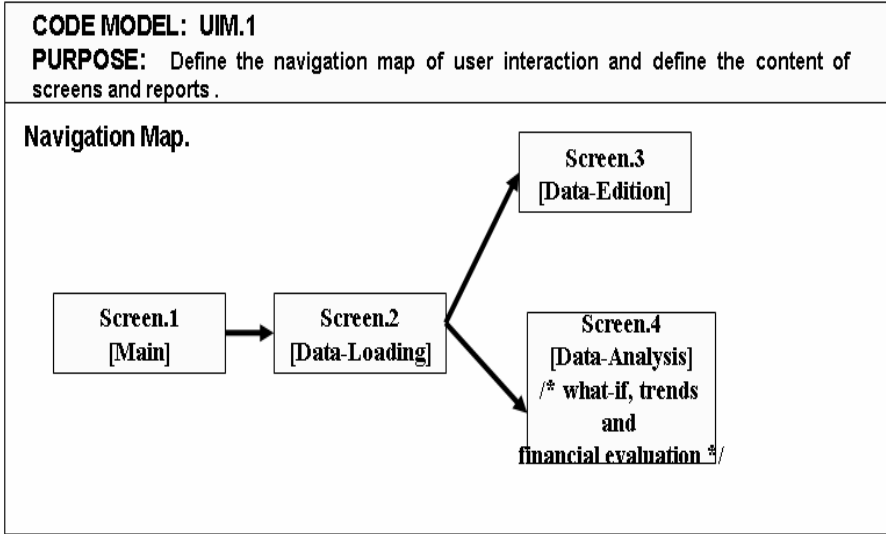 CODE MODEL: UIM.1
PURPOSE: Define the navigation map of user interaction and define the content of
screens and reports .
Navigation Map.
Screen.3
[Data-Edition]
Screen.1
[Main]
Screen.2
[Data-Loading]
Screen.4
[Data-Analysis]
/* what-if, trends
and
financial evaluation */